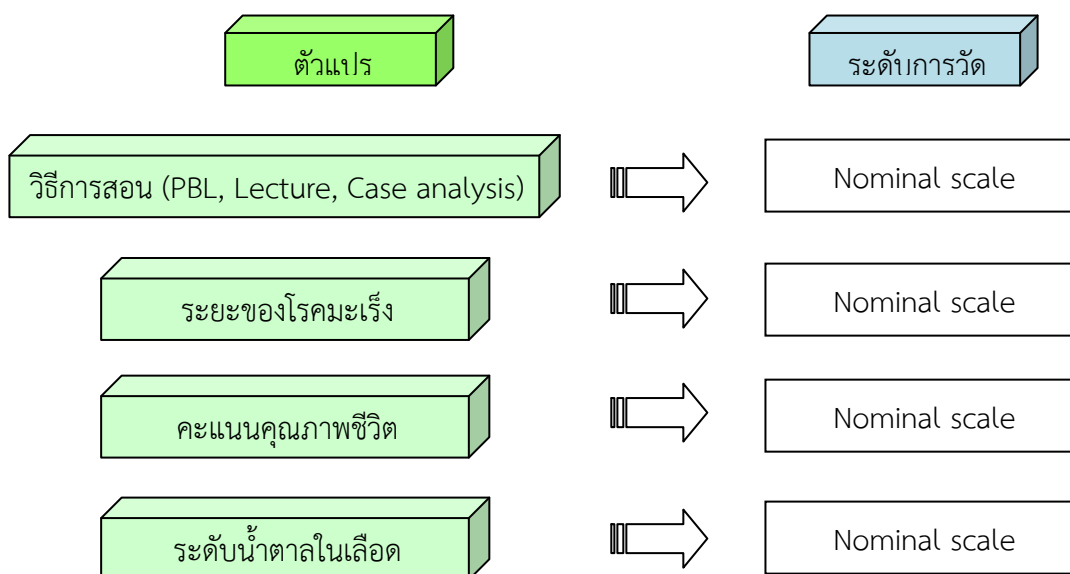 ตัวแปร
ระดับการวัด
วิธีการสอน (PBL, Lecture, Case analysis)
Nominal scale
ระยะของโรคมะเร็ง
Nominal scale
คะแนนคุณภาพชีวิต
Nominal scale
ระดับน้ำตาลในเลือด
Nominal scale